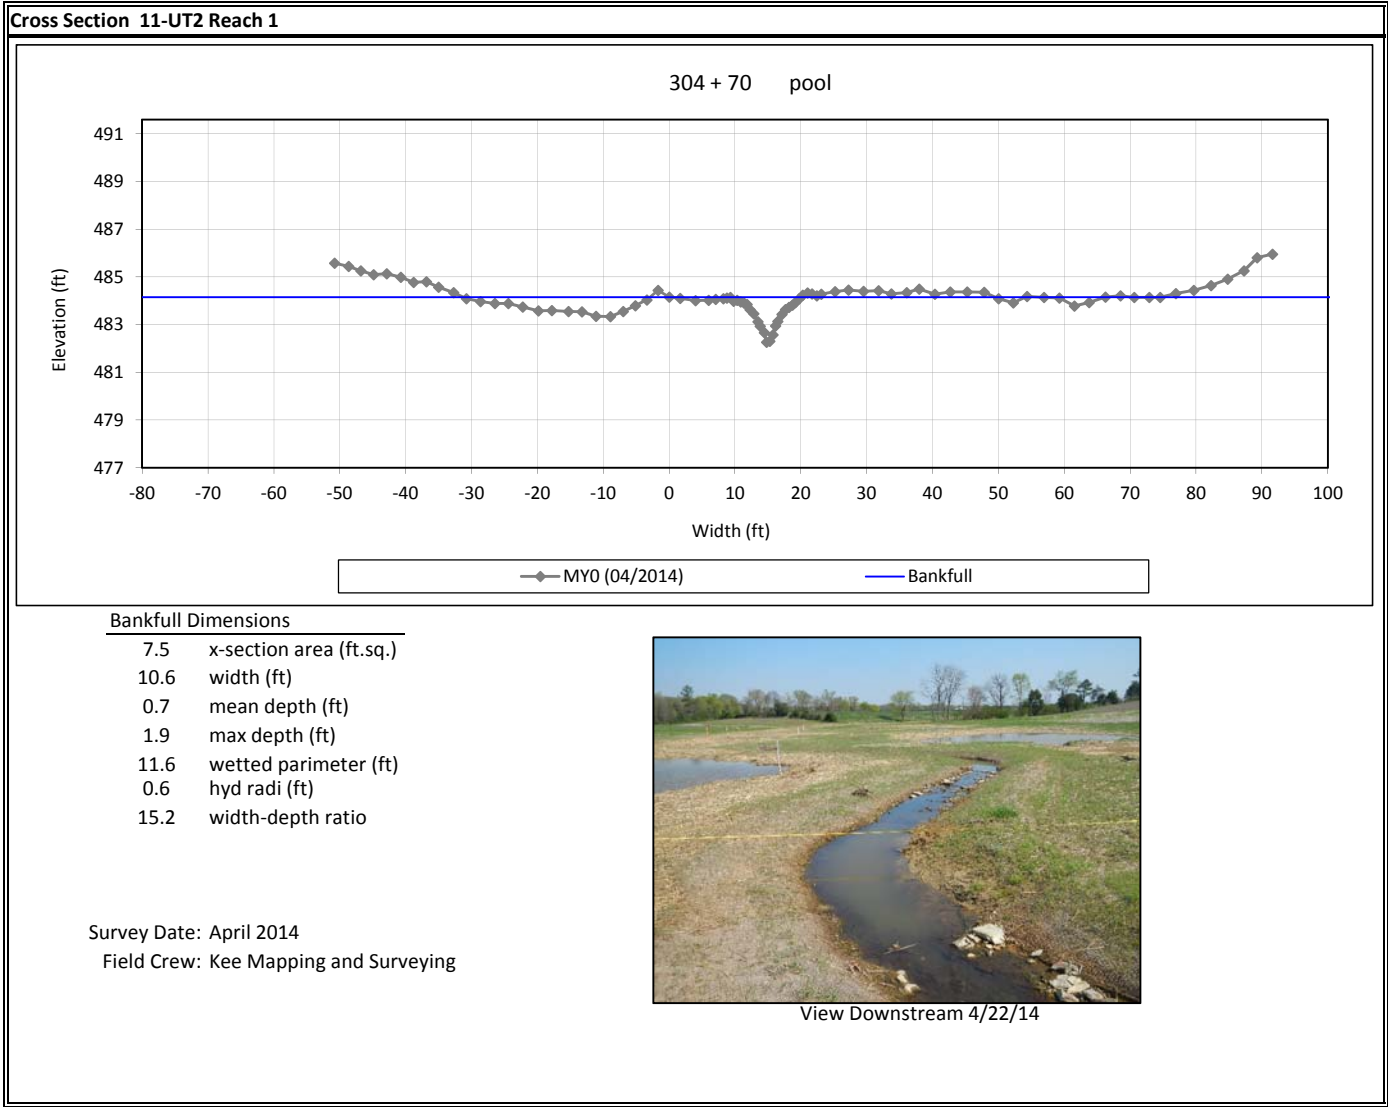 Cross Section 11-UT2 Reach 1
304 + 70 pool
491
489
487
485
483
481
479
477
Elevation (ft)
-80 -70 -60 -50 -40 -30 -20 -10 0 10 20 30 40 50 60 70 80 90 100
Width (ft)
MY0 (04/2014) Bankfull
Bankfull Dimensions
7.5 x-section area (ft.sq.)
10.6 width (ft)
0.7 mean depth (ft)
1.9 max depth (ft)
11.6 wetted parimeter (ft)
0.6 hyd radi (ft)
15.2 width-depth ratio
Survey Date: April 2014
Field Crew: Kee Mapping and Surveying
View Downstream 4/22/14